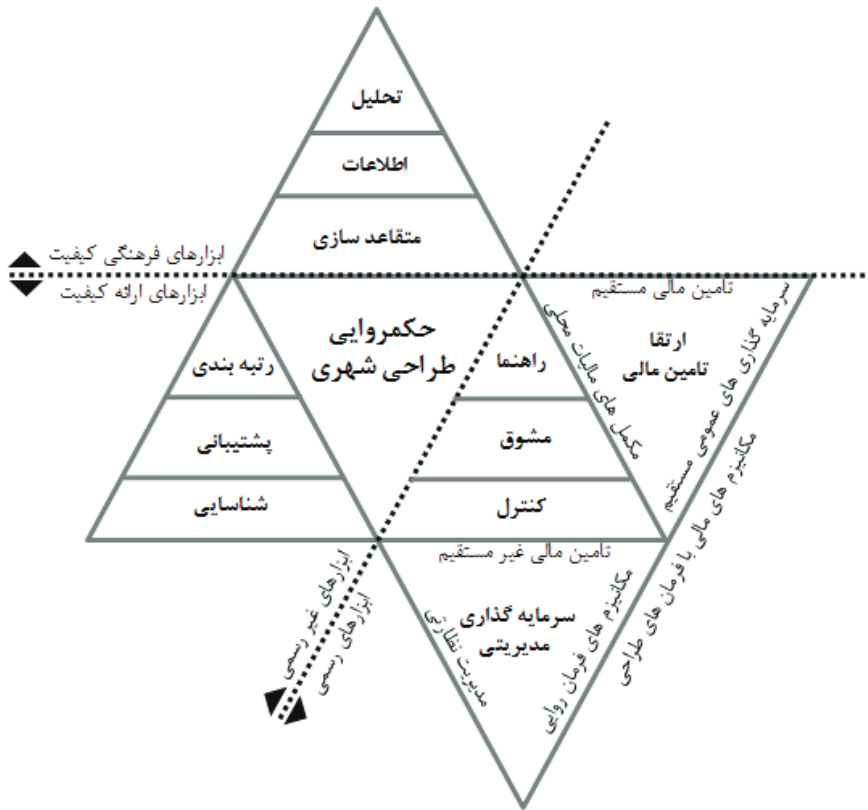 تحلیل
اطلاعات
متقاعد سازی
ابزارهای فرهنگی کیفیت
ابزارهای ارائه کیفیت
حکمروایی
طراحی شهری
رتبه بندی
پشتیبانی
شناسایی
راهنما
مشوق
کنترل
تامین مالی مستقیم
ارتقا
تامین مالی
مکمل های مالیات محلی
سرمایه گذاری های عمومی مستقیم
مکانیزم های مالی با فرمان های طراحی
تامین مالی غیر مستقیم
سرمایه گذاری
مدیریتی
مدیریت نظارتی
مکانیزم های فرمان روایی
ابزارهای غیر رسمی
ابزارهای رسمی